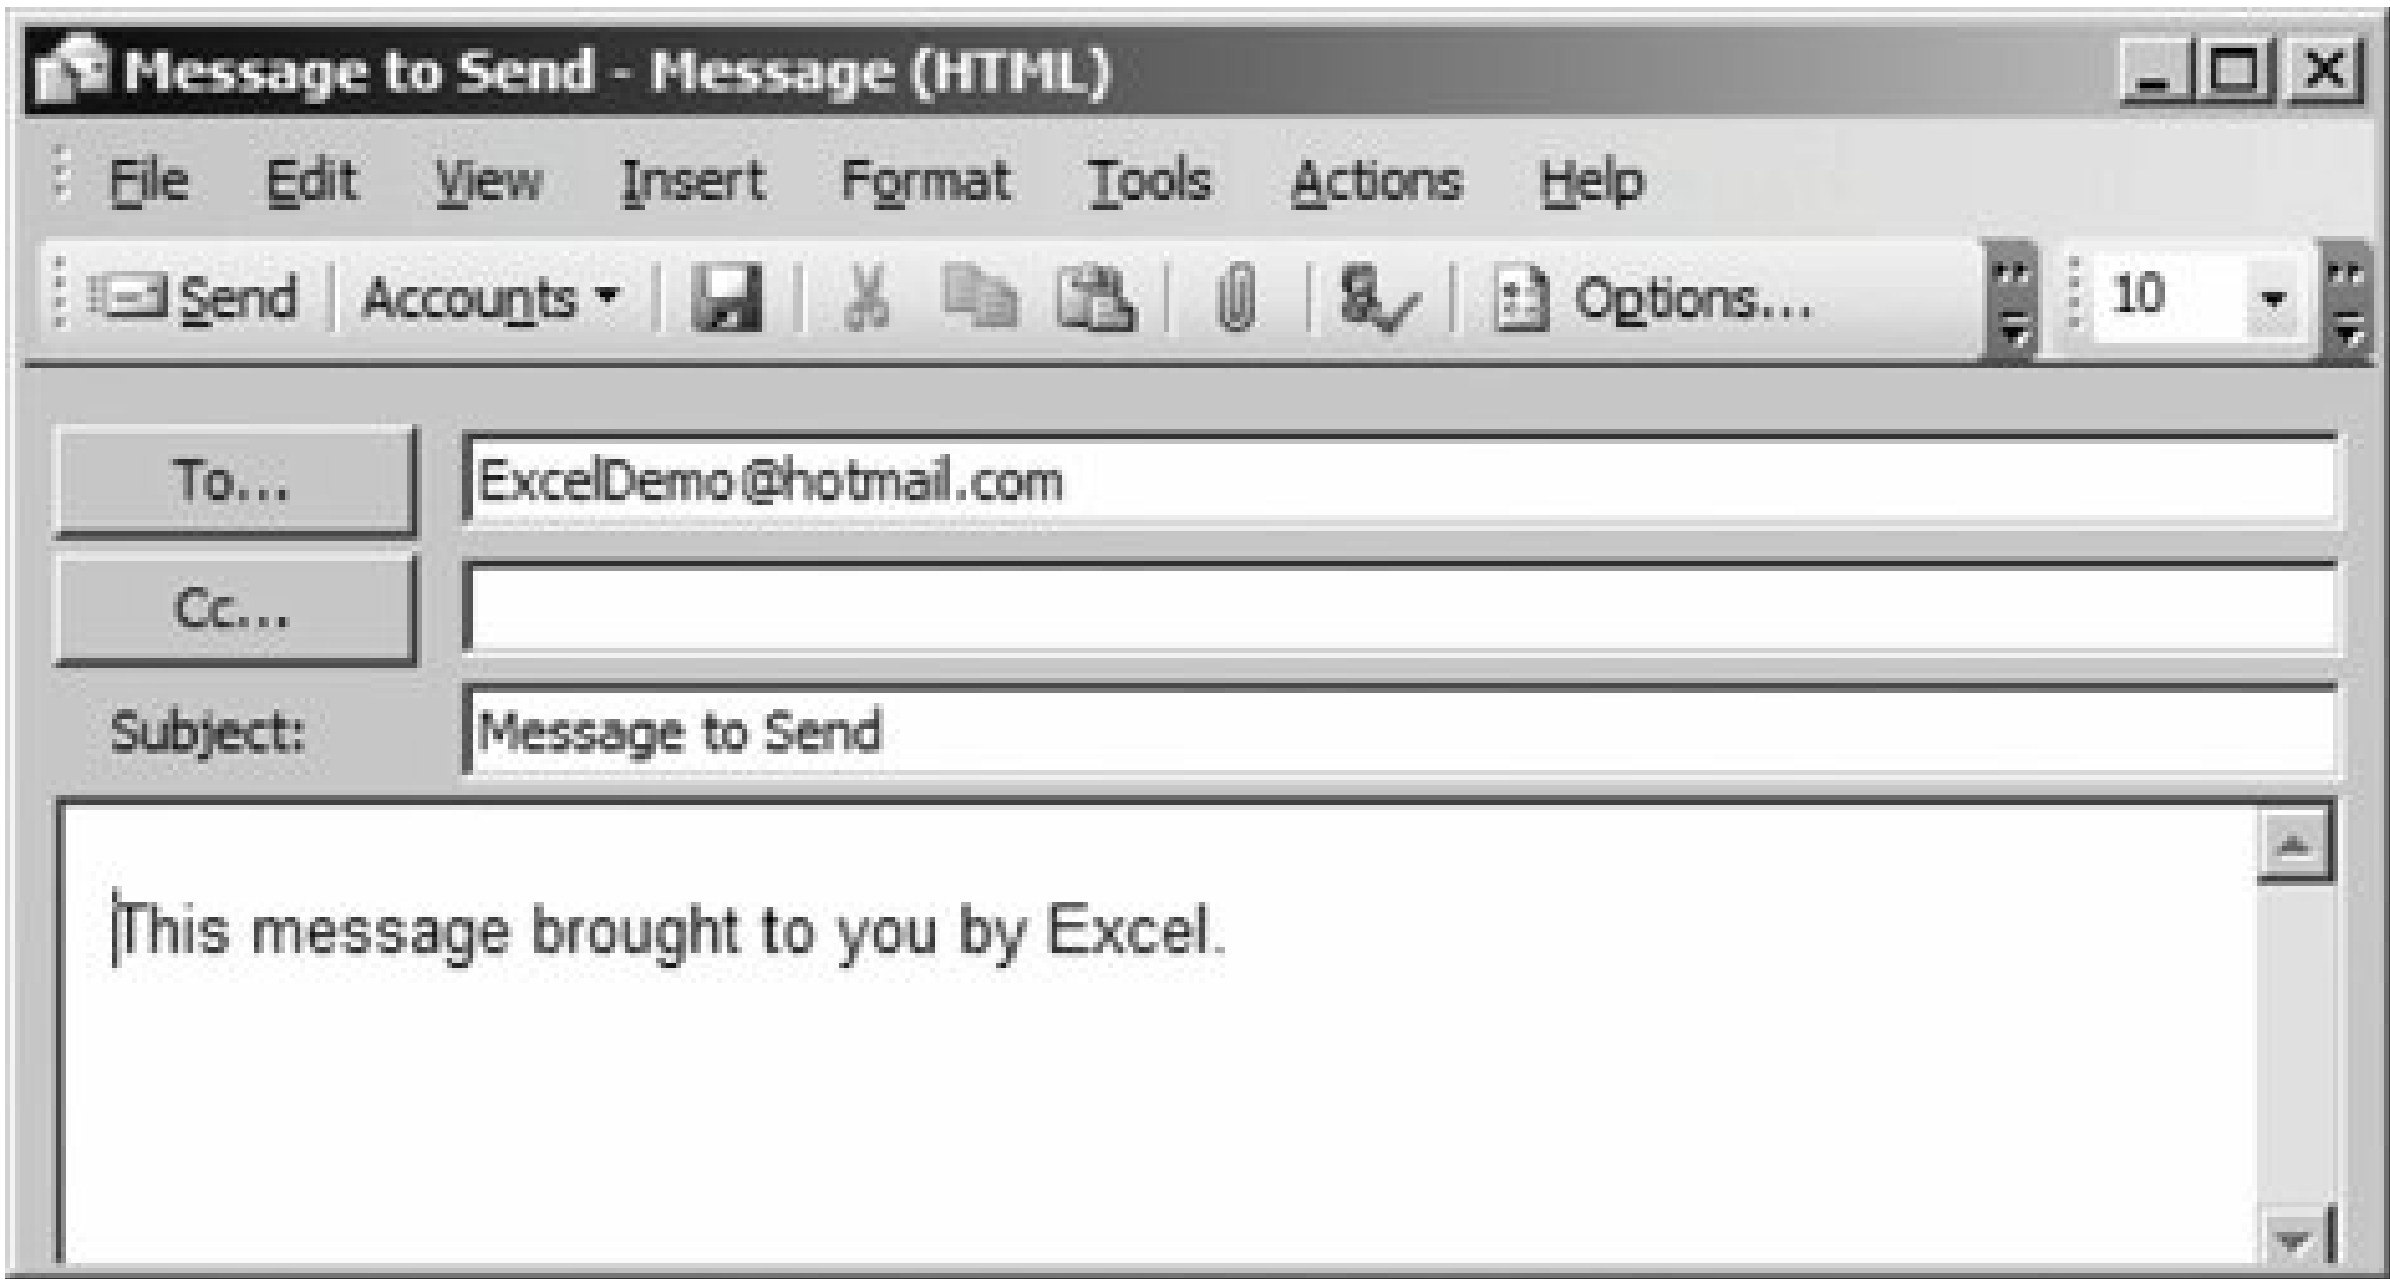 Message to Send - Message (HTML)
File Edit View Insert Format Tools Actions Help
Send Accounts Options... 10
To... ExcelDemo@hotmail.com
Cc...
Subject: Message to Send
This message brought to you by Excel.